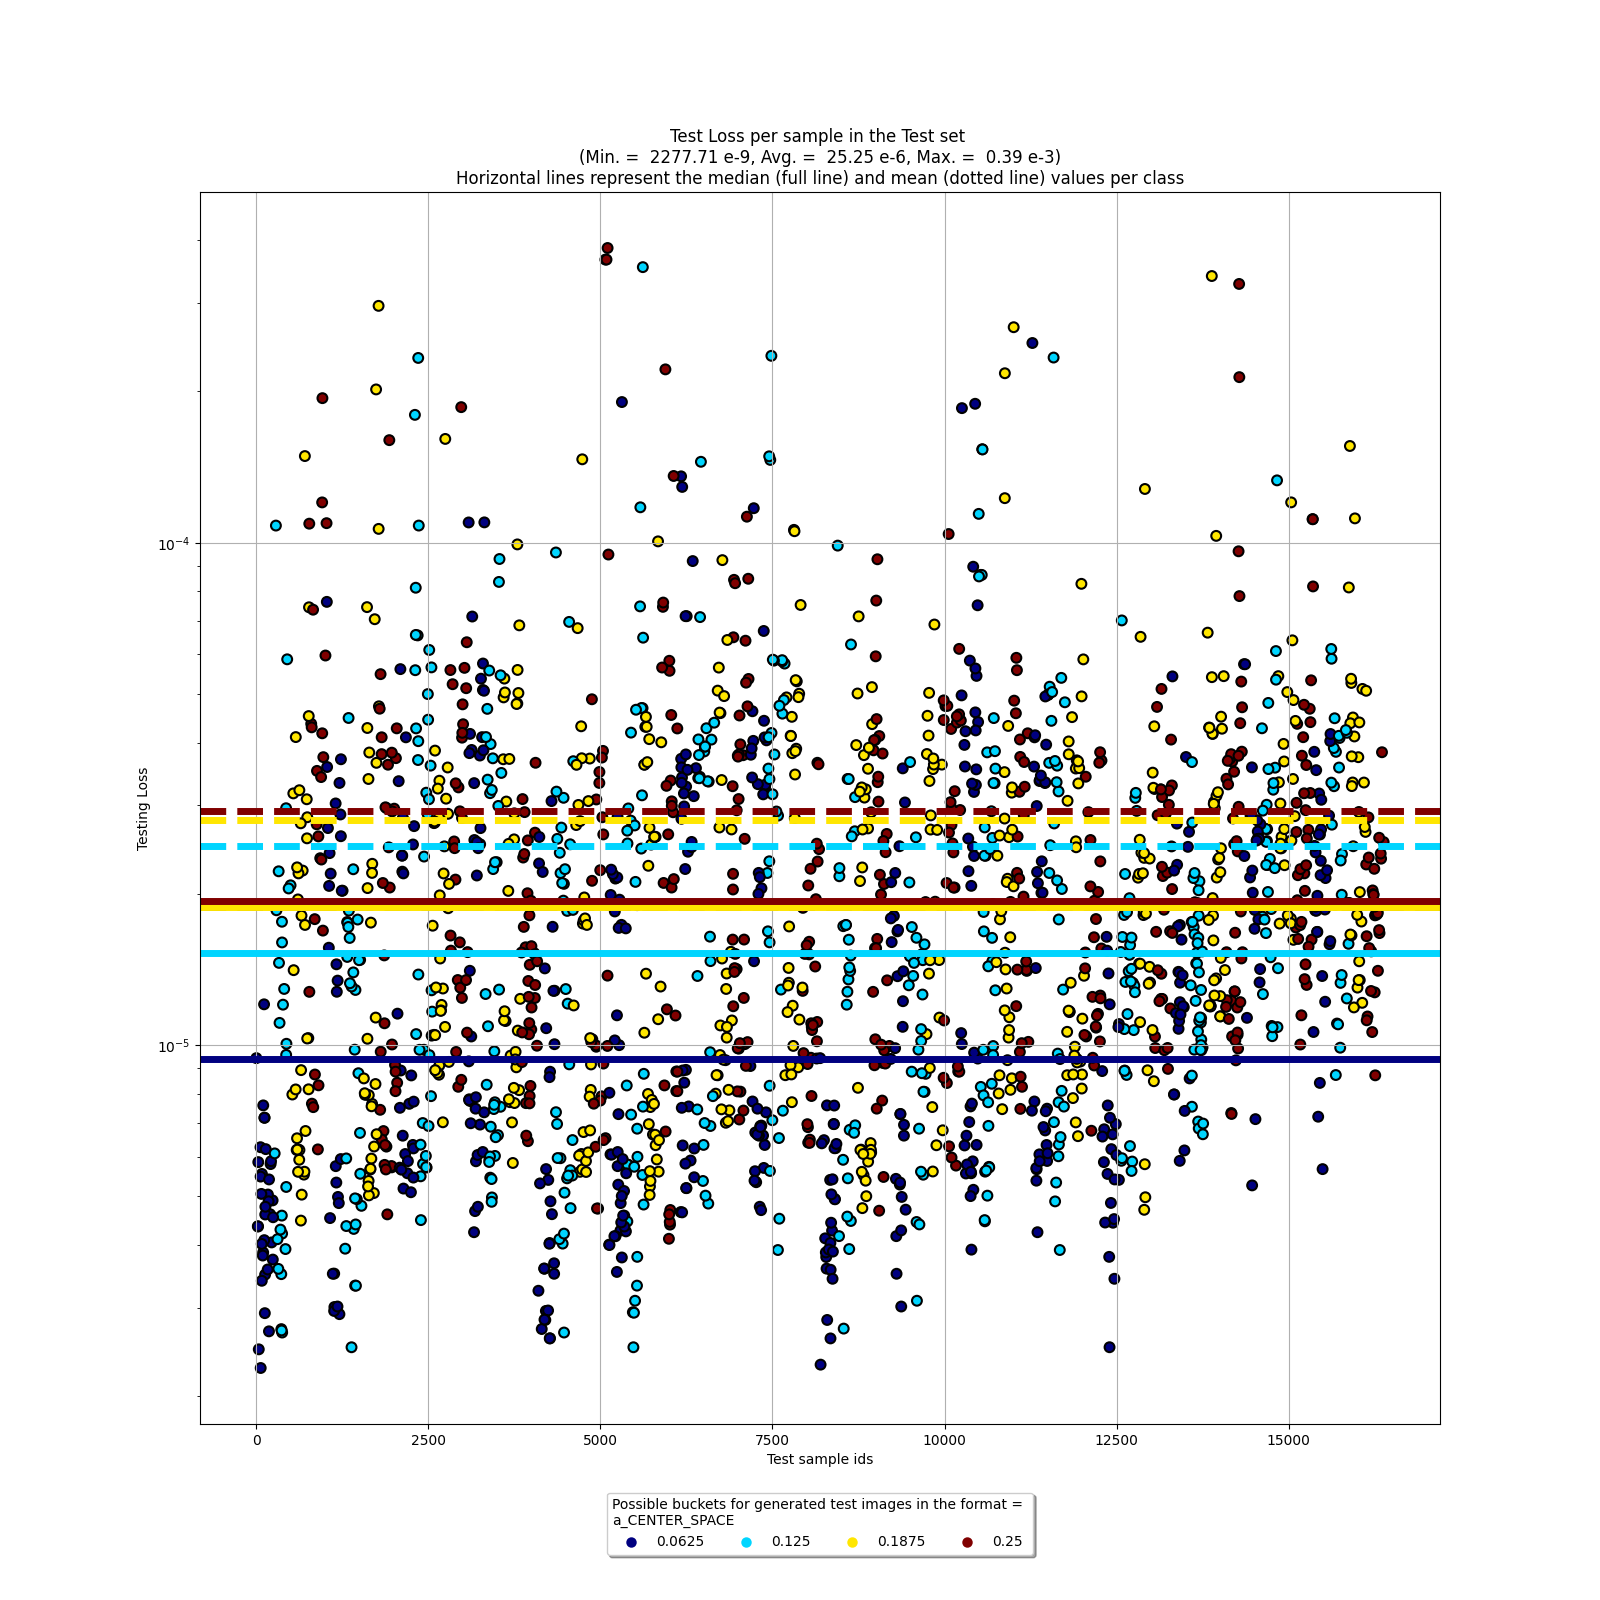 Test Loss per sample in the Test set
(Min. =  2277.71 e-9, Avg. =  25.25 e-6, Max. =  0.39 e-3)
Horizontal lines represent the median (full line) and mean (dotted line) values per class
Testing Loss
10⁻⁴
10⁻⁵
0 2500 5000 7500 10000 12500 15000
Test sample ids
Possible buckets for generated test images in the format =
a_CENTER_SPACE
0.0625 0.125 0.1875 0.25